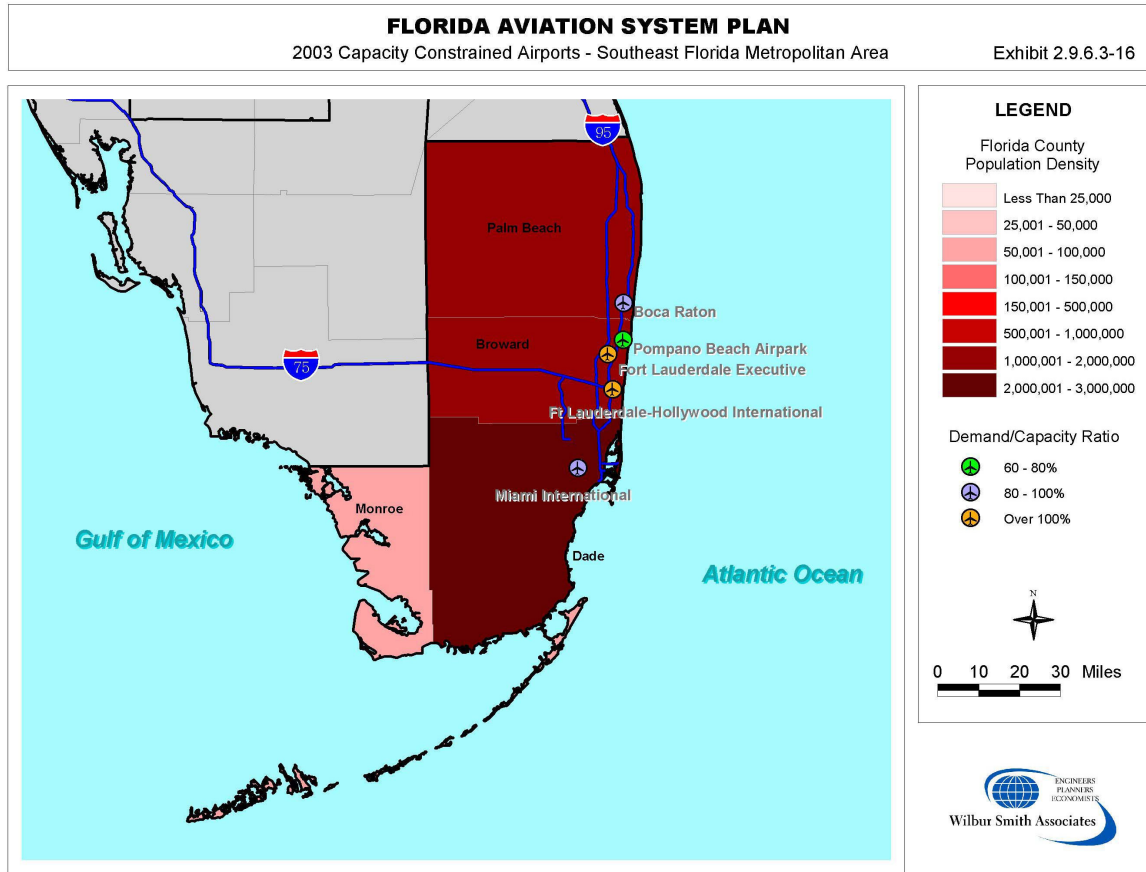 FLORIDA AVIATION SYSTEM PLAN
2003 Capacity Constrained Airports - Southeast Florida Metropolitan Area
Exhibit 2.9.6.3-16
95
Palm Beach
Boca Raton
Broward
Pompano Beach Airpark
75
Fort Lauderdale Executive
Ft Lauderdale-Hollywood International
Miami International
Monroe
Gulf of Mexico
Dade
Atlantic Ocean
LEGEND
Florida County
Population Density
Less Than 25,000
25,001 - 50,000
50,001 - 100,000
100,001 - 150,000
150,001 - 500,000
500,001 - 1,000,000
1,000,001 - 2,000,000
2,000,001 - 3,000,000
Demand/Capacity Ratio
60 - 80%
80 - 100%
Over 100%
N
0 10 20 30 Miles
ENGINEERS
PLANNERS
ECONOMISTS
Wilbur Smith Associates